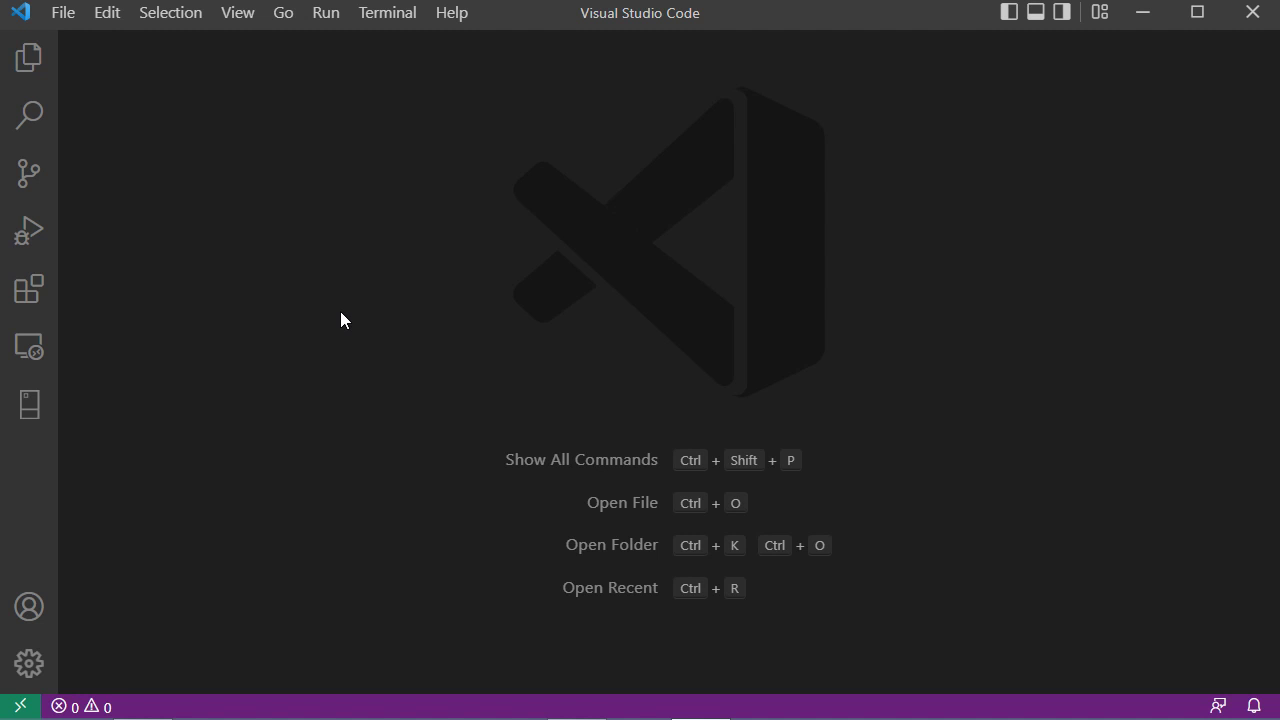 File Edit Selection View Go Run Terminal Help Visual Studio Code
Show All Commands Ctrl + Shift + P
Open File Ctrl + O
Open Folder Ctrl + K Ctrl + O
Open Recent Ctrl + R
0 0